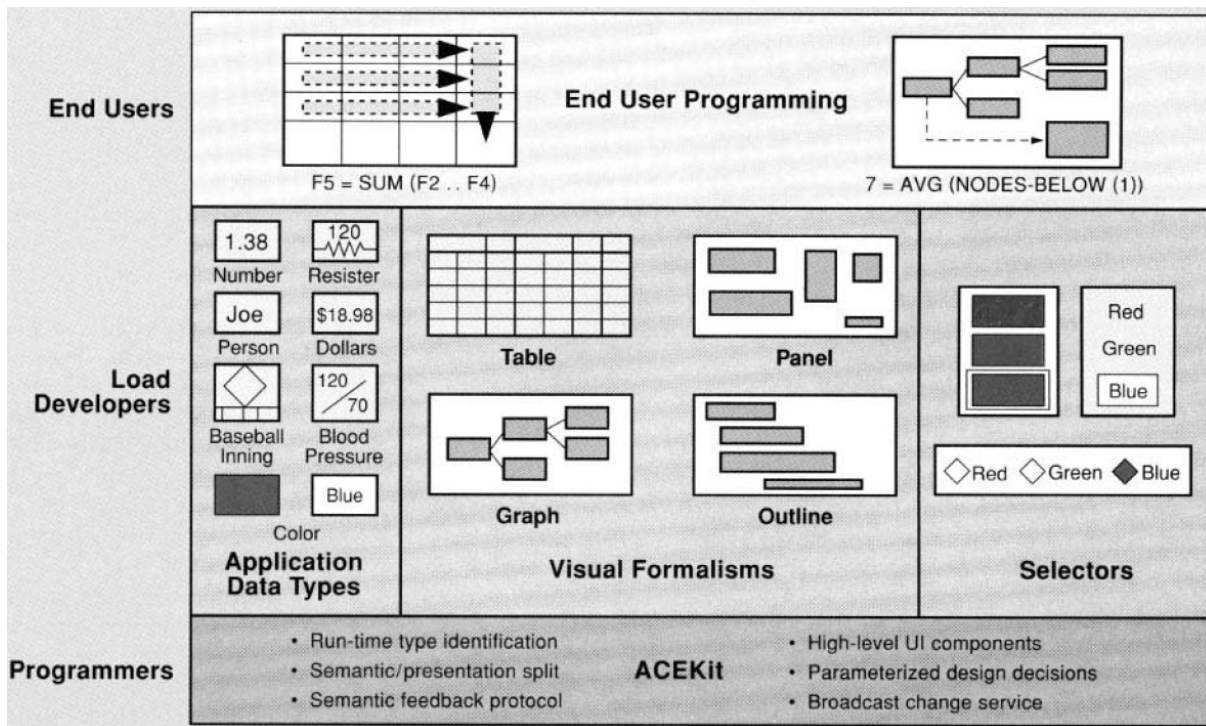 End Users
End User Programming
F5 = SUM (F2 . . F4)
7 = AVG (NODES-BELOW (1))
Load
Developers
1.38
120
Number
Resister
Joe
$18.98
Person
Dollars
120
70
Baseball
Inning
Blood
Pressure
Blue
Color
Application
Data Types
Table
Panel
Graph
Outline
Visual Formalisms
Red
Green
Blue
Red
Green
Blue
Selectors
Programmers
• Run-time type identification
• Semantic/presentation split
• Semantic feedback protocol
ACEKit
• High-level UI components
• Parameterized design decisions
• Broadcast change service